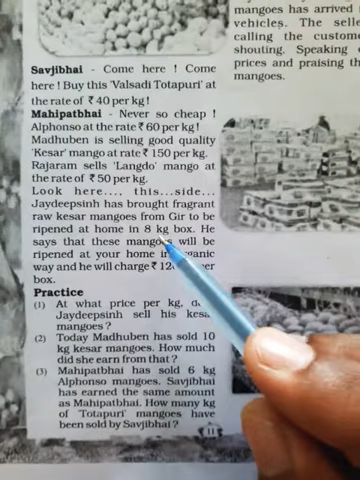 mangoes has arrived
vehicles. The selle
calling the custome
shouting. Speaking
prices and praising th
mangoes.
Savjibhai - Come here ! Come
here ! Buy this 'Valsadi Totapuri' at
the rate of ₹ 40 per kg !
Mahipatbhai - Never so cheap !
Alphonso at the rate ₹ 60 per kg !
Madhuben is selling good quality
'Kesar' mango at rate ₹ 150 per kg.
Rajaram sells 'Langdo' mango at
the rate of ₹ 50 per kg.
Look here...., this...side...
Jaydeepsinh has brought fragrant
raw kesar mangoes from Gir to be
ripened at home in 8 kg box. He
says that these mangoes will be
ripened at your home in organic
way and he will charge ₹ 12 per
box.
Practice
(1) At what price per kg, d
Jaydeepsinh sell his kesa
mangoes ?
(2) Today Madhuben has sold 10
kg kesar mangoes. How much
did she earn from that ?
(3) Mahipatbhai has sold 6 kg
Alphonso mangoes. Savjibhai
has earned the same amount
as Mahipatbhai. How many kg
of 'Totapuri' mangoes have
been sold by Savjibhai ?
11